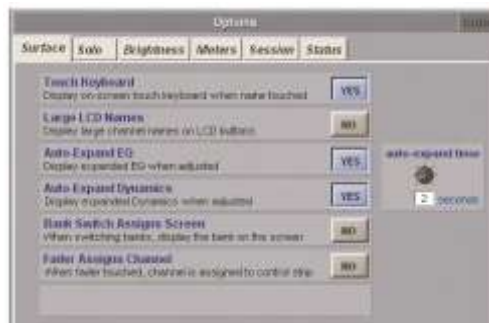 Options
Surface Solo Brightness Meters Session Status
Touch Keyboard
Display on-screen touch keyboard when name touched
YES
Large LCD Names
Display large channel names on LCD buttons
NO
Auto-Expand EQ
Display expanded EQ when adjusted
YES
auto-expand time
2 seconds
Auto-Expand Dynamics
Display expanded Dynamics when adjusted
YES
Bank Switch Assigns Screen
When switching banks, display the bank on the screen
NO
Fader Assigns Channel
When fader touched, channel is assigned to control strip
NO